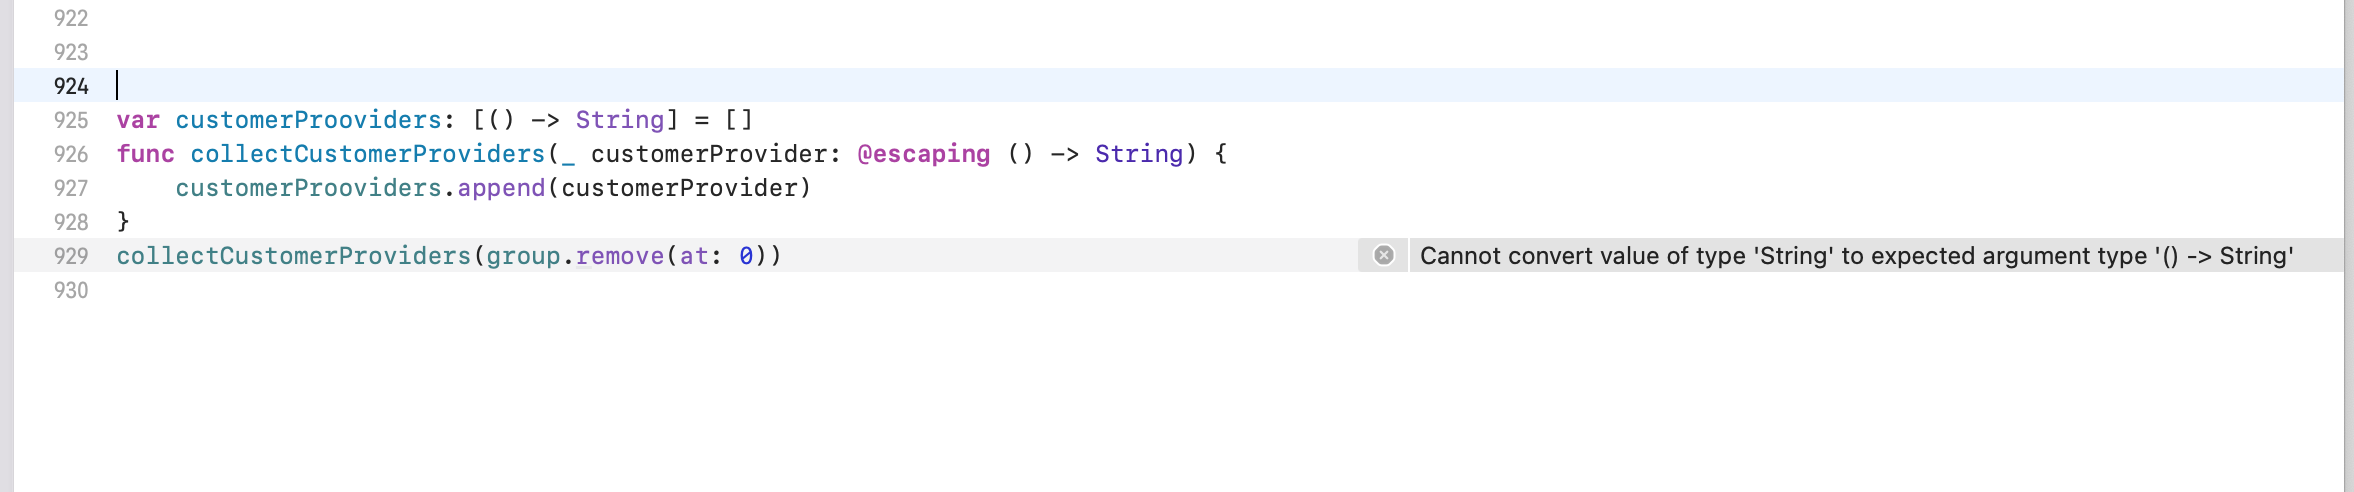 922
923
924
925 var customerProoviders: [() -> String] = []
926 func collectCustomerProviders(_ customerProvider: @escaping () -> String) {
927     customerProoviders.append(customerProvider)
928 }
929 collectCustomerProviders(group.remove(at: 0)) Cannot convert value of type 'String' to expected argument type '() -> String'
930